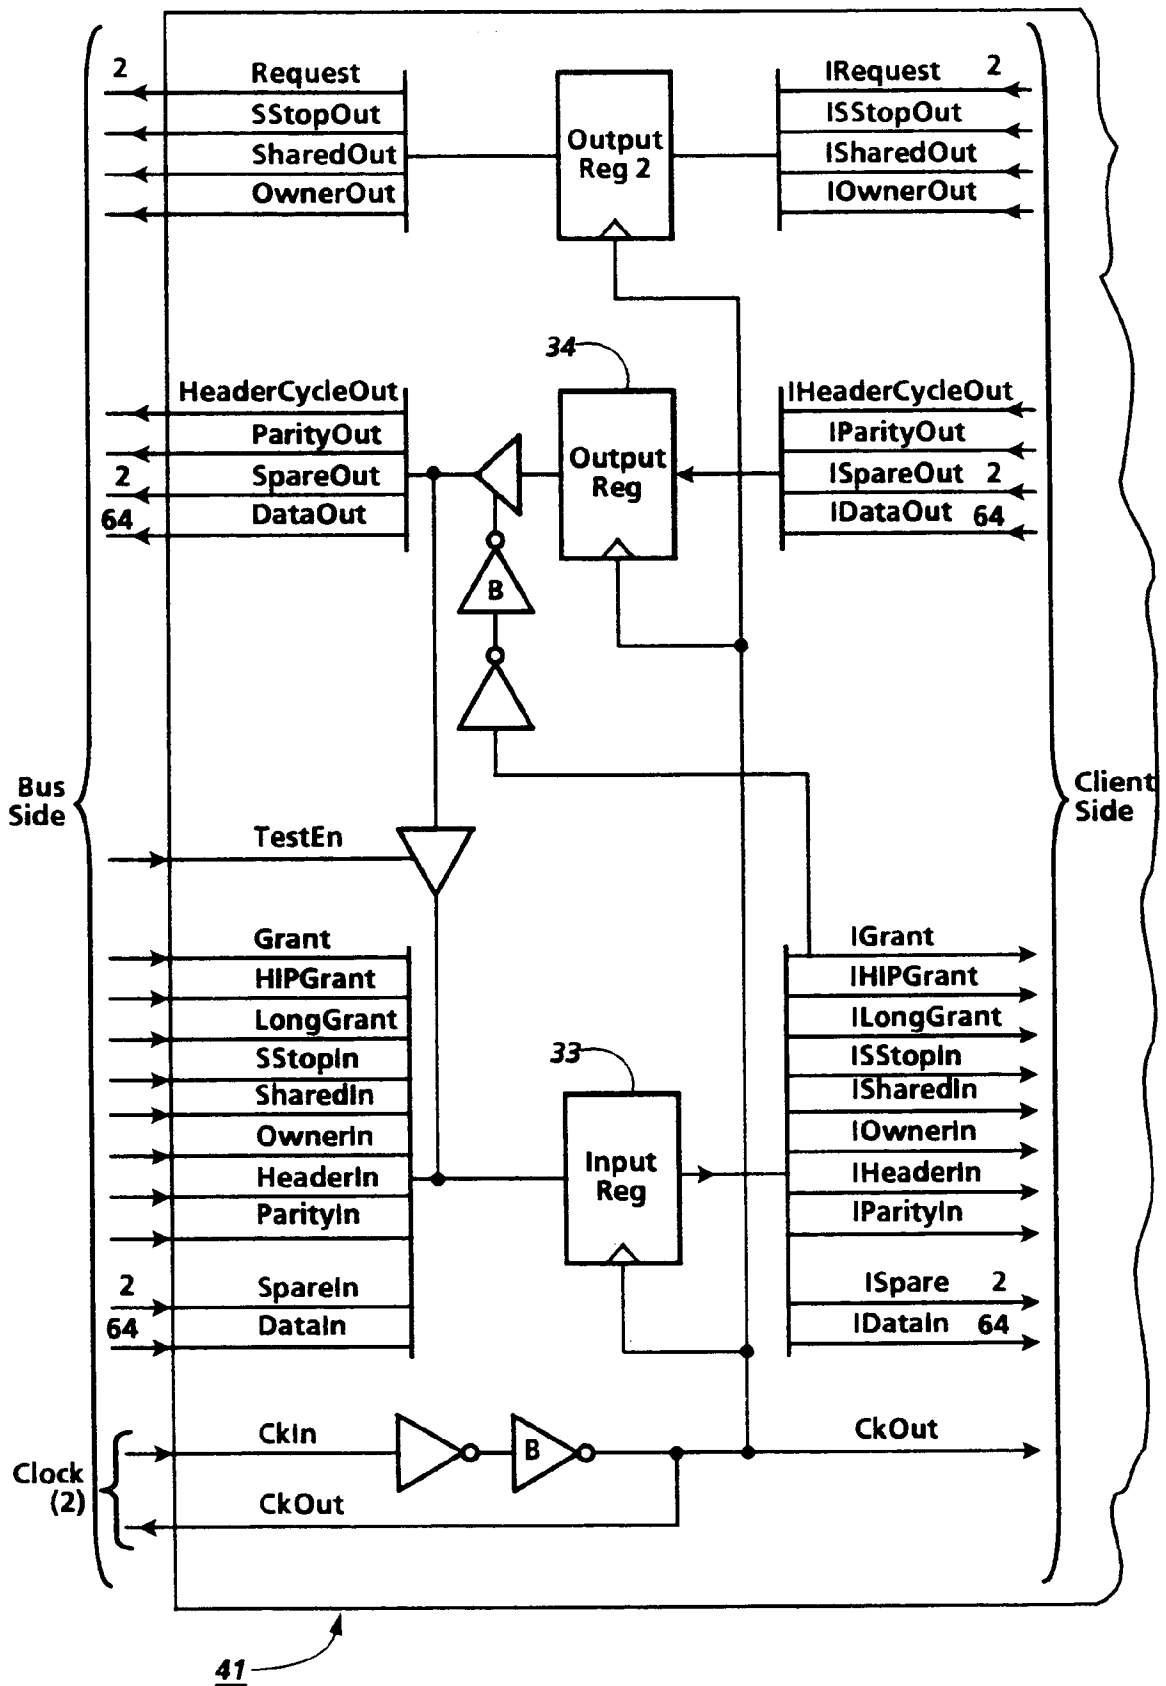 2 Request IRequest 2
SStopOut ISStopOut
SharedOut Output Reg 2 ISharedOut
OwnerOut IOwnerOut
34
HeaderCycleOut IHeaderCycleOut
ParityOut IParityOut
2 SpareOut Output Reg ISpareOut 2
64 DataOut IDataOut 64
B
Bus Side
Client Side
TestEn
Grant IGrant
HIPGrant IHIPGrant
LongGrant ILongGrant
SStopIn 33 ISStopIn
SharedIn ISharedIn
OwnerIn IOwnerIn
HeaderIn Input Reg IHeaderIn
ParityIn IParityIn
2 SpareIn ISpare 2
64 DataIn IDataIn 64
Clock (2)
CkIn B CkOut
CkOut
41